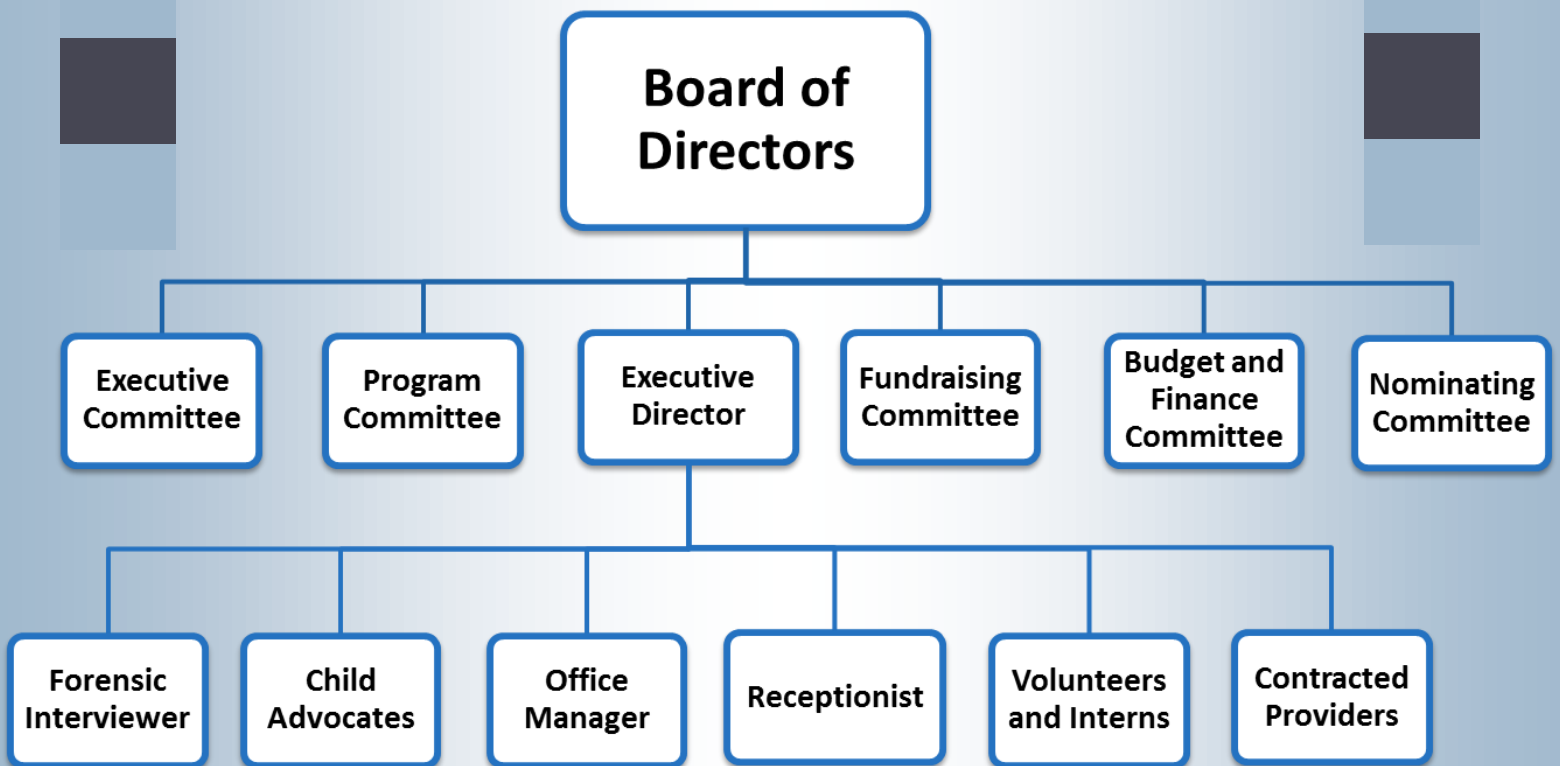 Board of
Directors
Executive
Committee
Program
Committee
Executive
Director
Fundraising
Committee
Budget and
Finance
Committee
Nominating
Committee
Forensic
Interviewer
Child
Advocates
Office
Manager
Receptionist
Volunteers
and Interns
Contracted
Providers